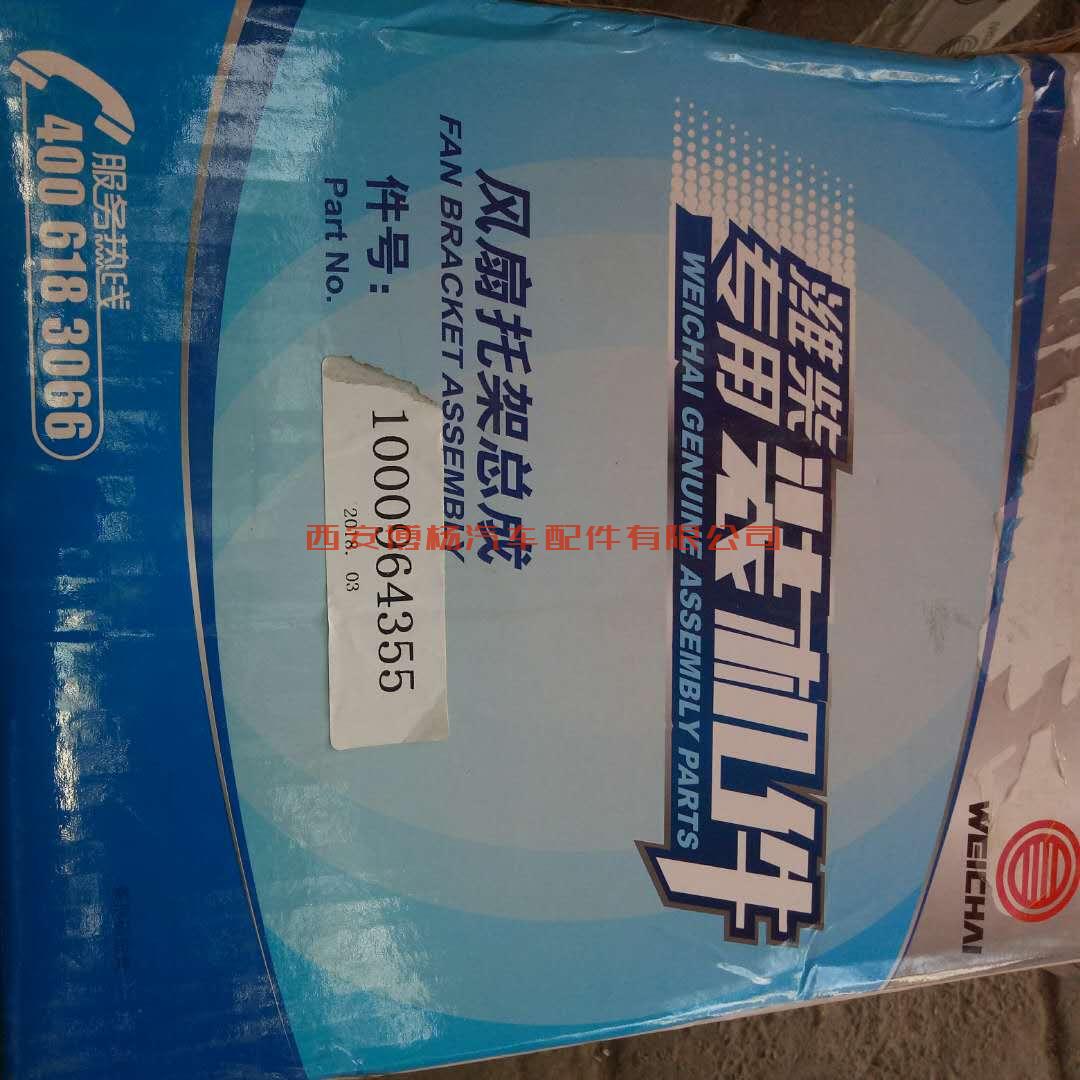 WEICHAI
潍柴
专用 装机件
WEICHAI GENUINE ASSEMBLY PARTS
风扇托架总成
FAN BRACKET ASSEMBLY
件号：
Part No.
1000964355
2018. 03
服务热线
400 618 3066
西安博杨汽车配件有限公司